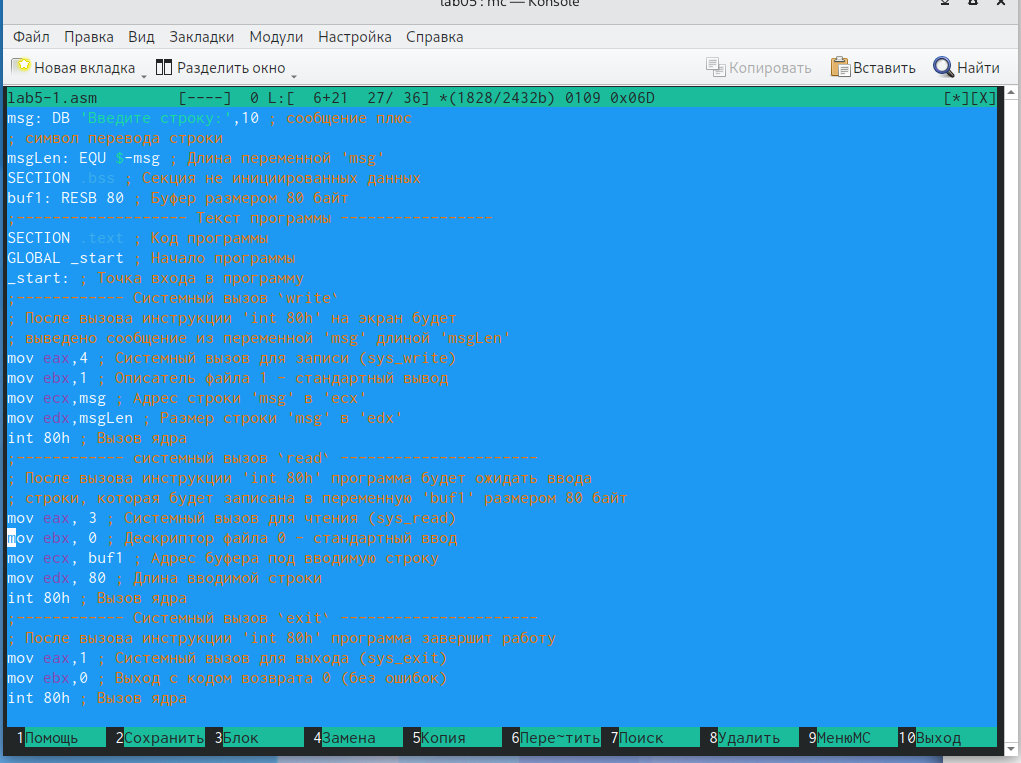 lab05 : mc — Konsole
Файл Правка Вид Закладки Модули Настройка Справка
Новая вкладка Разделить окно Копировать Вставить Найти
lab5-1.asm [----] 0 L:[ 6+21 27/ 36] *(1828/2432b) 0109 0x06D [*][X]
msg: DB 'Введите строку:',10 ; сообщение плюс
; символ перевода строки
msgLen: EQU $-msg ; Длина переменной 'msg'
SECTION .bss ; Секция не инициированных данных
buf1: RESB 80 ; Буфер размером 80 байт
;------------------- Текст программы -----------------
SECTION .text ; Код программы
GLOBAL _start ; Начало программы
_start: ; Точка входа в программу
;------------ Системный вызов `write`
; После вызова инструкции 'int 80h' на экран будет
; выведено сообщение из переменной 'msg' длиной 'msgLen'
mov eax,4 ; Системный вызов для записи (sys_write)
mov ebx,1 ; Описатель файла 1 - стандартный вывод
mov ecx,msg ; Адрес строки 'msg' в 'ecx'
mov edx,msgLen ; Размер строки 'msg' в 'edx'
int 80h ; Вызов ядра
;------------ системный вызов `read` ----------------------
; После вызова инструкции 'int 80h' программа будет ожидать ввода
; строки, которая будет записана в переменную 'buf1' размером 80 байт
mov eax, 3 ; Системный вызов для чтения (sys_read)
mov ebx, 0 ; Дескриптор файла 0 - стандартный ввод
mov ecx, buf1 ; Адрес буфера под вводимую строку
mov edx, 80 ; Длина вводимой строки
int 80h ; Вызов ядра
;------------ Системный вызов `exit` ----------------------
; После вызова инструкции 'int 80h' программа завершит работу
mov eax,1 ; Системный вызов для выхода (sys_exit)
mov ebx,0 ; Выход с кодом возврата 0 (без ошибок)
int 80h ; Вызов ядра
1Помощь 2Сохранить 3Блок 4Замена 5Копия 6Пере~тить 7Поиск 8Удалить 9МенюMC 10Выход